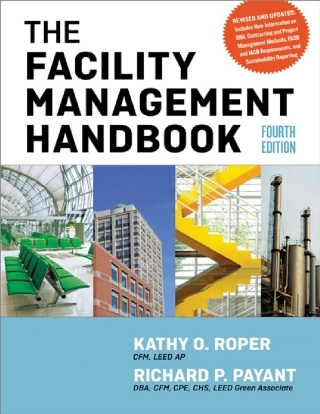 REVISED AND UPDATED
Includes New Information on
BIM, Contracting and Project
Management Methods, FASB
and IASB Requirements, and
Sustainability Reporting
THE
FACILITY
MANAGEMENT
HANDBOOK
FOURTH
EDITION
KATHY O. ROPER
CFM, LEED AP
RICHARD P. PAYANT
DBA, CFM, CPE, CHS, LEED Green Associate